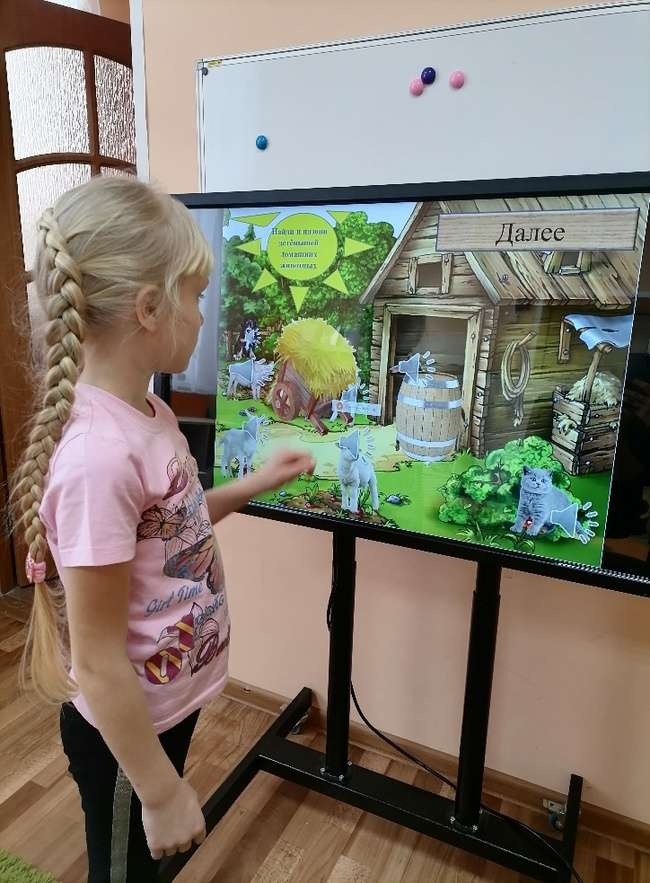 Найди и назови
детёнышей
домашних
животных
Далее
Girl Time